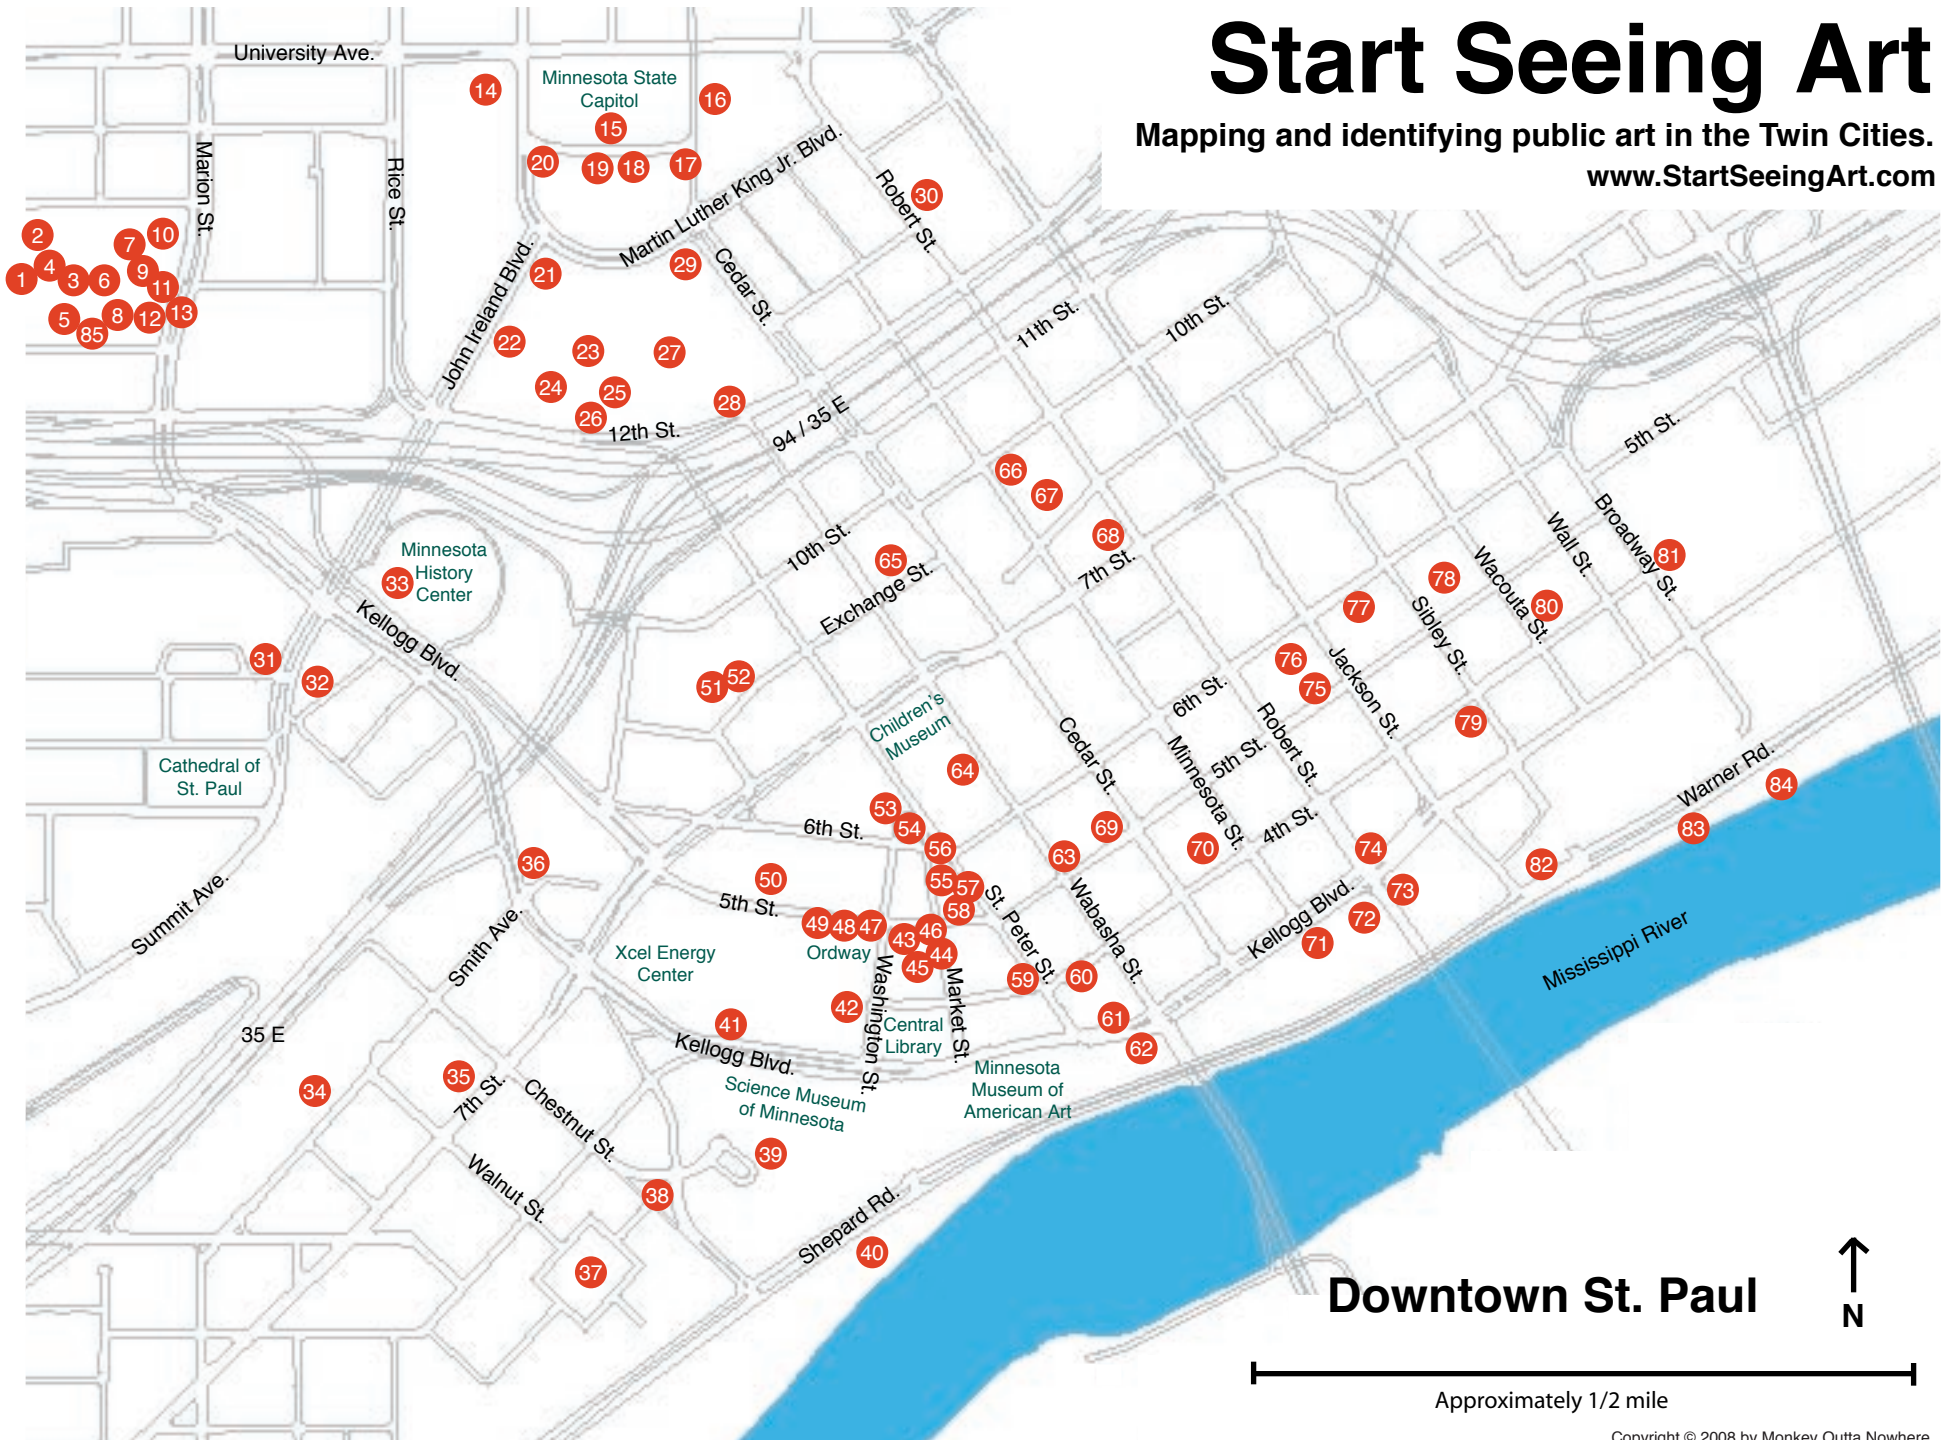 Start Seeing Art
Mapping and identifying public art in the Twin Cities.
www.StartSeeingArt.com
University Ave.
Minnesota State
Capitol
14
16
15
20
19
18
17
Marion St.
Rice St.
Martin Luther King Jr. Blvd.
Robert St.
30
2
7
10
1
4
3
6
9
11
5
85
8
12
13
John Ireland Blvd.
21
29
Cedar St.
22
23
27
24
25
26
28
12th St.
94 / 35 E
11th St.
10th St.
5th St.
66
67
68
7th St.
10th St.
65
Exchange St.
Minnesota
History
Center
33
Kellogg Blvd.
31
32
51
52
Broadway St.
Wall St.
Wacouta St.
81
80
78
77
Sibley St.
76
75
Jackson St.
79
6th St.
Robert St.
5th St.
Minnesota St.
Cedar St.
4th St.
Children's
Museum
64
Cathedral of
St. Paul
Warner Rd.
84
83
82
53
54
6th St.
56
69
63
70
74
36
50
55
57
5th St.
58
73
72
71
Kellogg Blvd.
49
48
47
46
43
44
45
St. Peter St.
Wabasha St.
Summit Ave.
Smith Ave.
Xcel Energy
Center
Ordway
Washington St.
Market St.
59
60
42
41
61
62
Central
Library
Kellogg Blvd.
Mississippi River
35 E
34
35
7th St.
Chestnut St.
Science Museum
of Minnesota
Minnesota
Museum of
American Art
39
Walnut St.
38
37
Shepard Rd.
40
Downtown St. Paul
N
Approximately 1/2 mile
Copyright © 2008 by Monkey Outta Nowhere